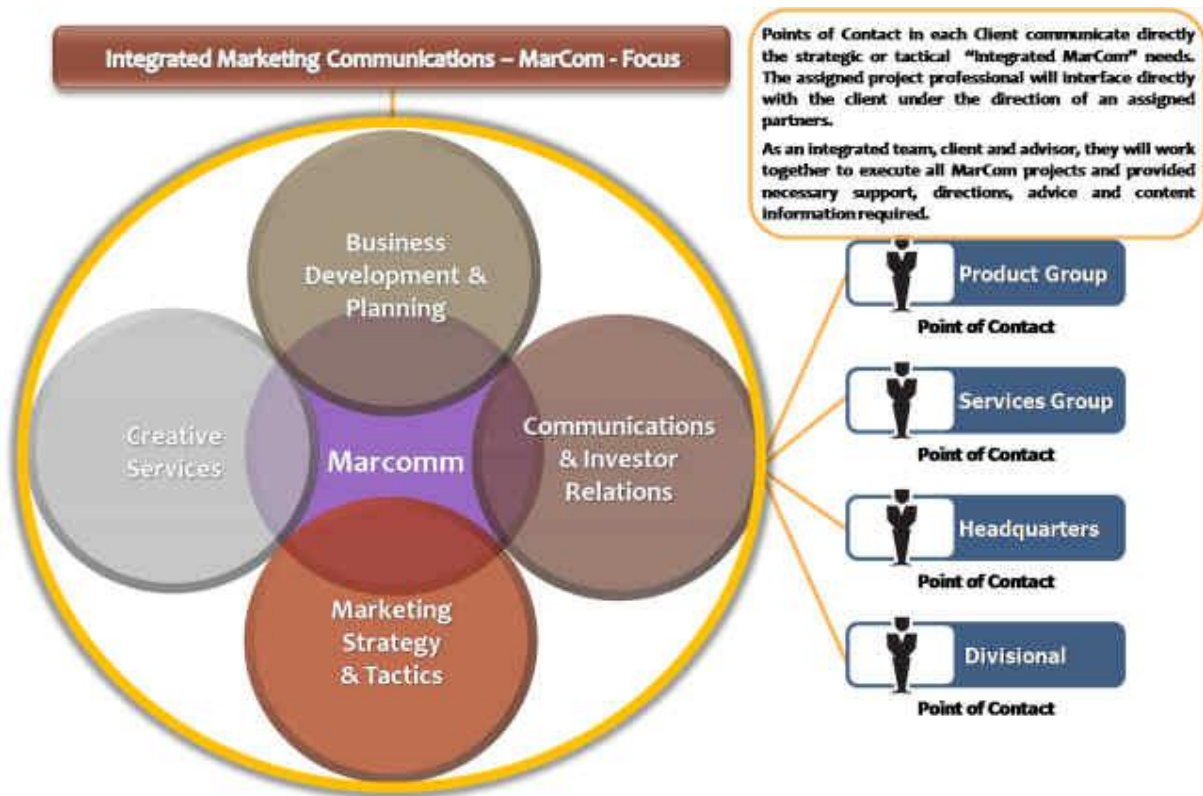 Integrated Marketing Communications – MarCom - Focus
Points of Contact in each Client communicate directly
the strategic or tactical “Integrated MarCom” needs.
The assigned project professional will interface directly
with the client under the direction of an assigned
partners.
As an integrated team, client and advisor, they will work
together to execute all MarCom projects and provided
necessary support, directions, advice and content
information required.
Business
Development &
Planning
Creative
Services
Marcomm
Communications
& Investor
Relations
Marketing
Strategy
& Tactics
Product Group
Point of Contact
Services Group
Point of Contact
Headquarters
Point of Contact
Divisional
Point of Contact